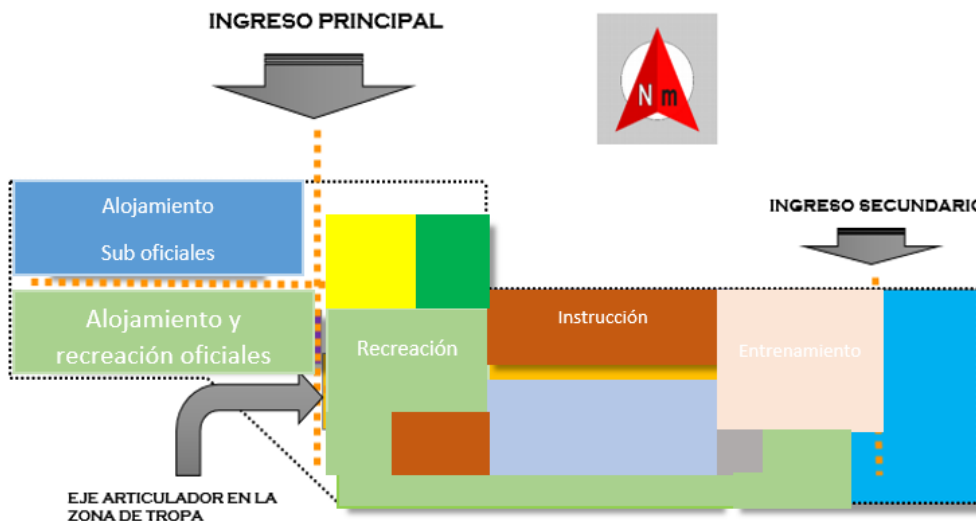 INGRESO PRINCIPAL
N m
Alojamiento
Sub oficiales
INGRESO SECUNDARIO
Alojamiento y
recreación oficiales
Recreación
Instrucción
Entrenamiento
EJE ARTICULADOR EN LA
ZONA DE TROPA